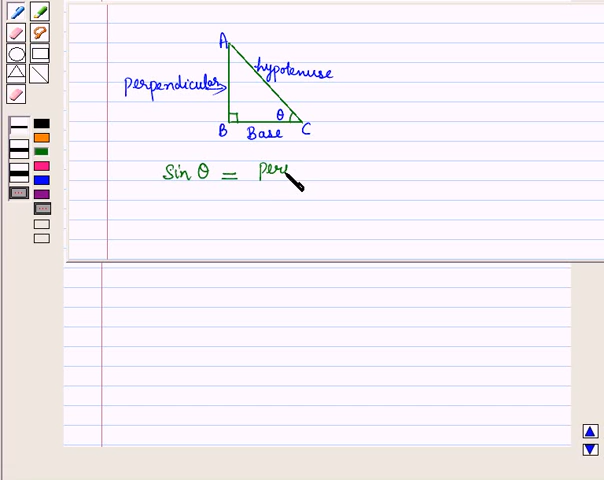 A
hypotenuse
perpendicular
θ
B
Base
C
sin θ = per